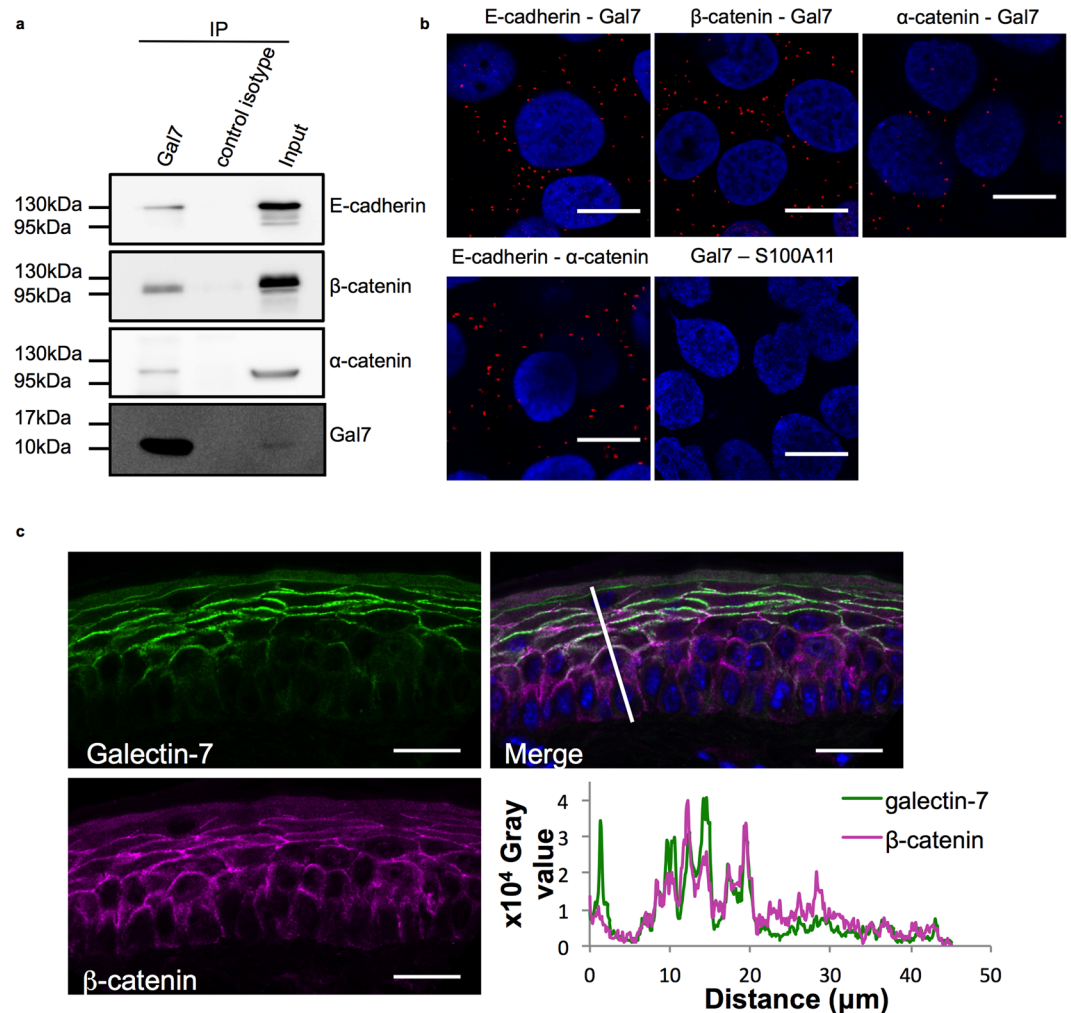 a
IP
Gal7
control isotype
Input
130kDa
95kDa
E-cadherin
130kDa
95kDa
β-catenin
130kDa
95kDa
α-catenin
17kDa
10kDa
Gal7
b
E-cadherin - Gal7
β-catenin - Gal7
α-catenin - Gal7
E-cadherin - α-catenin
Gal7 – S100A11
c
Galectin-7
Merge
β-catenin
x10⁴ Gray
value
4
3
2
1
0
galectin-7
β-catenin
0 10 20 30 40 50
Distance (μm)